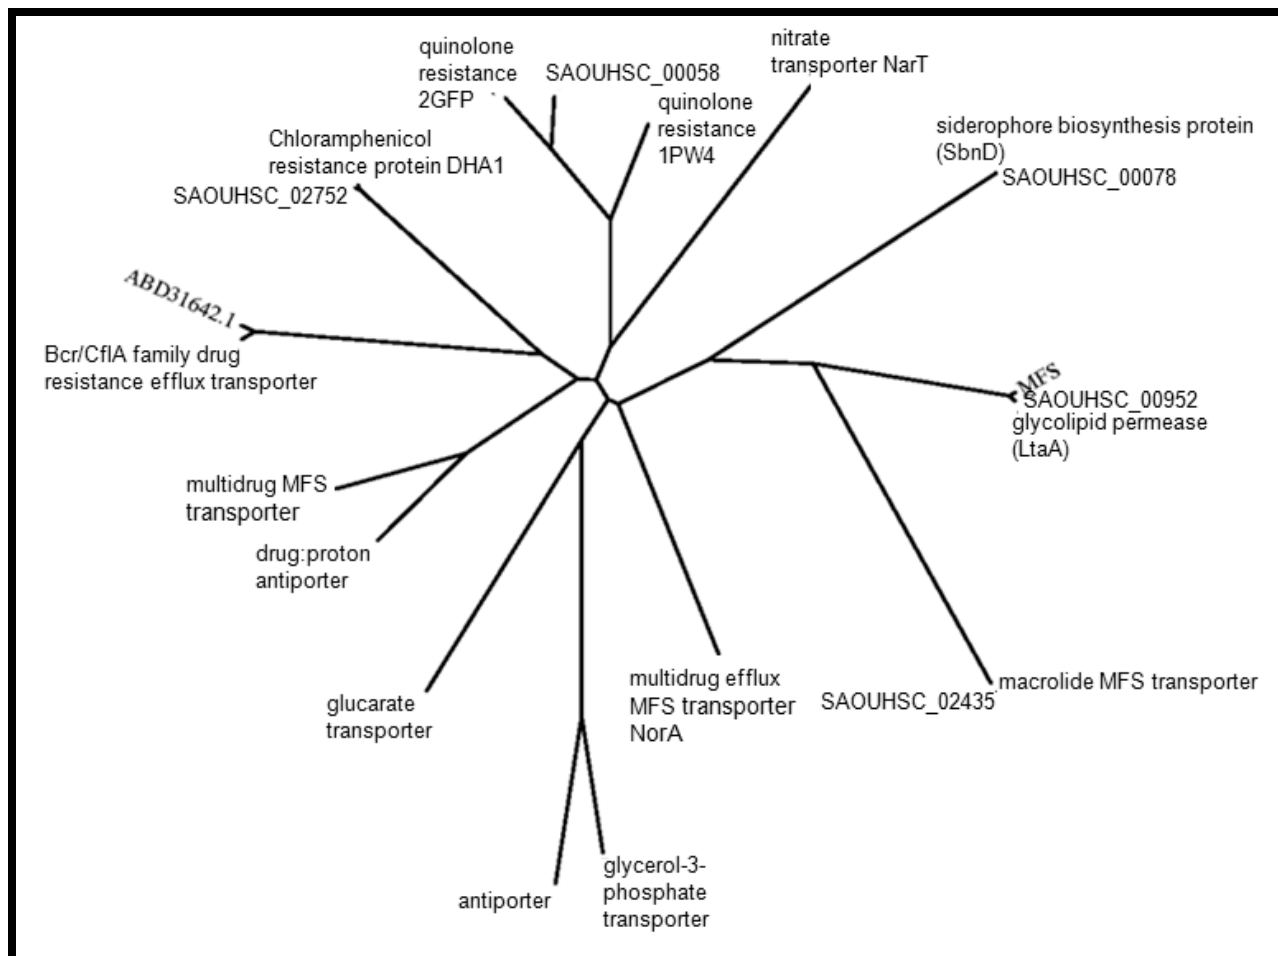 quinolone
resistance
2GFP
SAOUHSC_00058
quinolone
resistance
1PW4
nitrate
transporter NarT
siderophore biosynthesis protein
(SbnD)
SAOUHSC_00078
Chloramphenicol
resistance protein DHA1
SAOUHSC_02752
ABD31642.1
Bcr/CflA family drug
resistance efflux transporter
MFS
SAOUHSC_00952
glycolipid permease
(LtaA)
multidrug MFS
transporter
drug:proton
antiporter
glucarate
transporter
multidrug efflux
MFS transporter
NorA
SAOUHSC_02435
macrolide MFS transporter
antiporter
glycerol-3-
phosphate
transporter